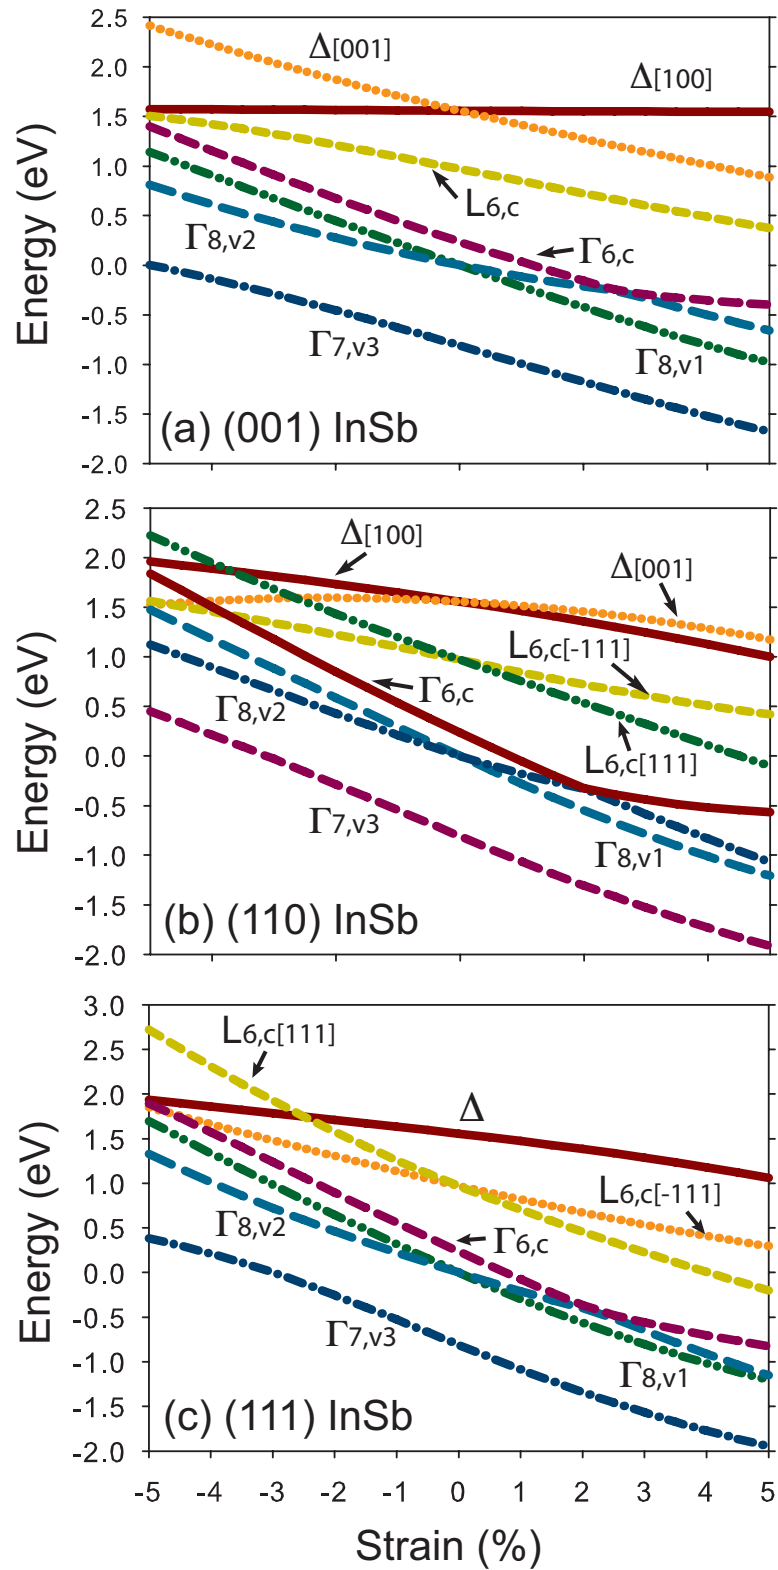 2.5
2.0
1.5
1.0
0.5
0.0
-0.5
-1.0
-1.5
-2.0
Energy (eV)
Δ[001]
Δ[100]
L6,c
Γ8,v2
Γ6,c
Γ7,v3
Γ8,v1
(a) (001) InSb
2.5
2.0
1.5
1.0
0.5
0.0
-0.5
-1.0
-1.5
-2.0
Energy (eV)
Δ[100]
Δ[001]
L6,c[-111]
Γ6,c
Γ8,v2
L6,c[111]
Γ7,v3
Γ8,v1
(b) (110) InSb
3.0
2.5
2.0
1.5
1.0
0.5
0.0
-0.5
-1.0
-1.5
-2.0
Energy (eV)
L6,c[111]
Δ
L6,c[-111]
Γ8,v2
Γ6,c
Γ7,v3
Γ8,v1
(c) (111) InSb
-5 -4 -3 -2 -1 0 1 2 3 4 5
Strain (%)